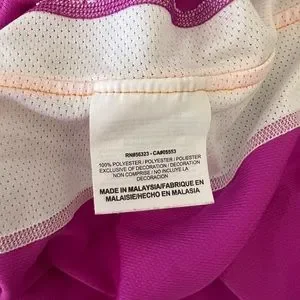 RN#56323 - CA#05553
100% POLYESTER / POLYESTER / POLIESTER
EXCLUSIVE OF DECORATION / DECORATION
NON COMPRISE / NO INCLUYE LA
DECORACION
MADE IN MALAYSIA/FABRIQUE EN
MALAISIE/HECHO EN MALASIA